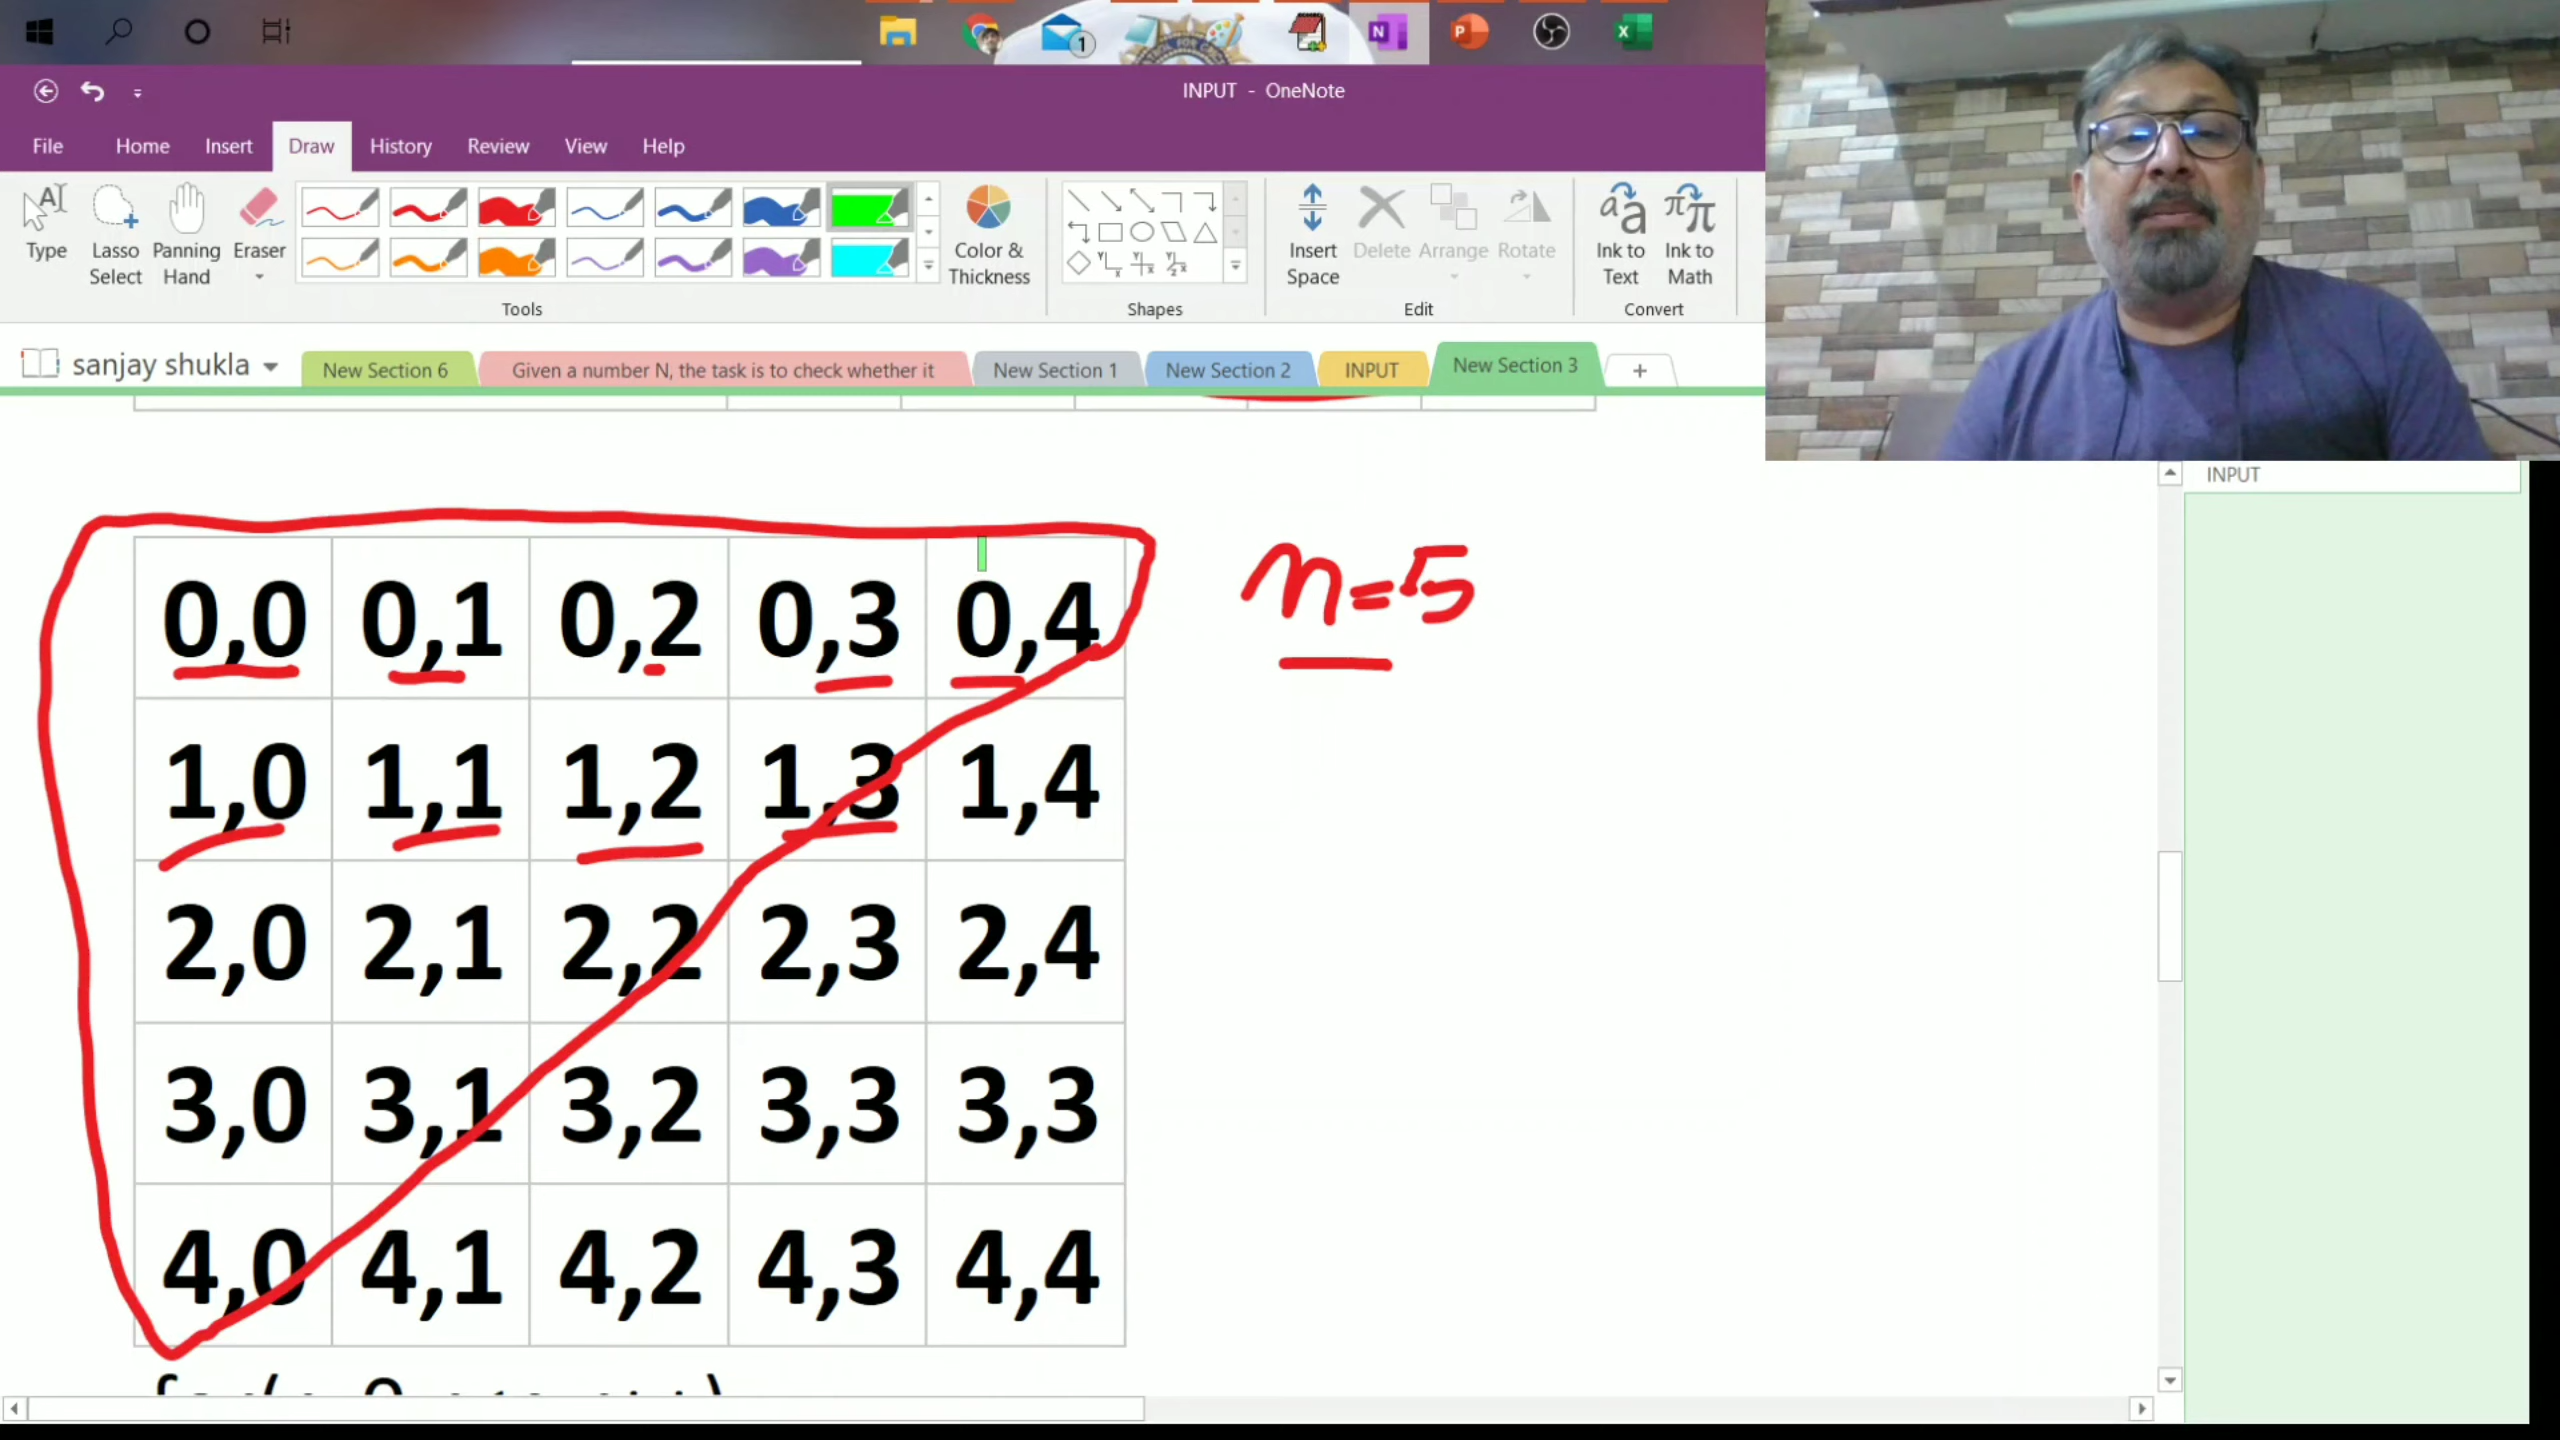 1
INPUT - OneNote
File Home Insert Draw History Review View Help
Type
Lasso Select
Panning Hand
Eraser
Color & Thickness
Insert Space
Delete
Arrange
Rotate
Ink to Text
Ink to Math
Tools
Shapes
Edit
Convert
sanjay shukla
New Section 6
Given a number N, the task is to check whether it
New Section 1
New Section 2
INPUT
New Section 3
INPUT
0,0 0,1 0,2 0,3 0,4
n=5
1,0 1,1 1,2 1,3 1,4
2,0 2,1 2,2 2,3 2,4
3,0 3,1 3,2 3,3 3,3
4,0 4,1 4,2 4,3 4,4